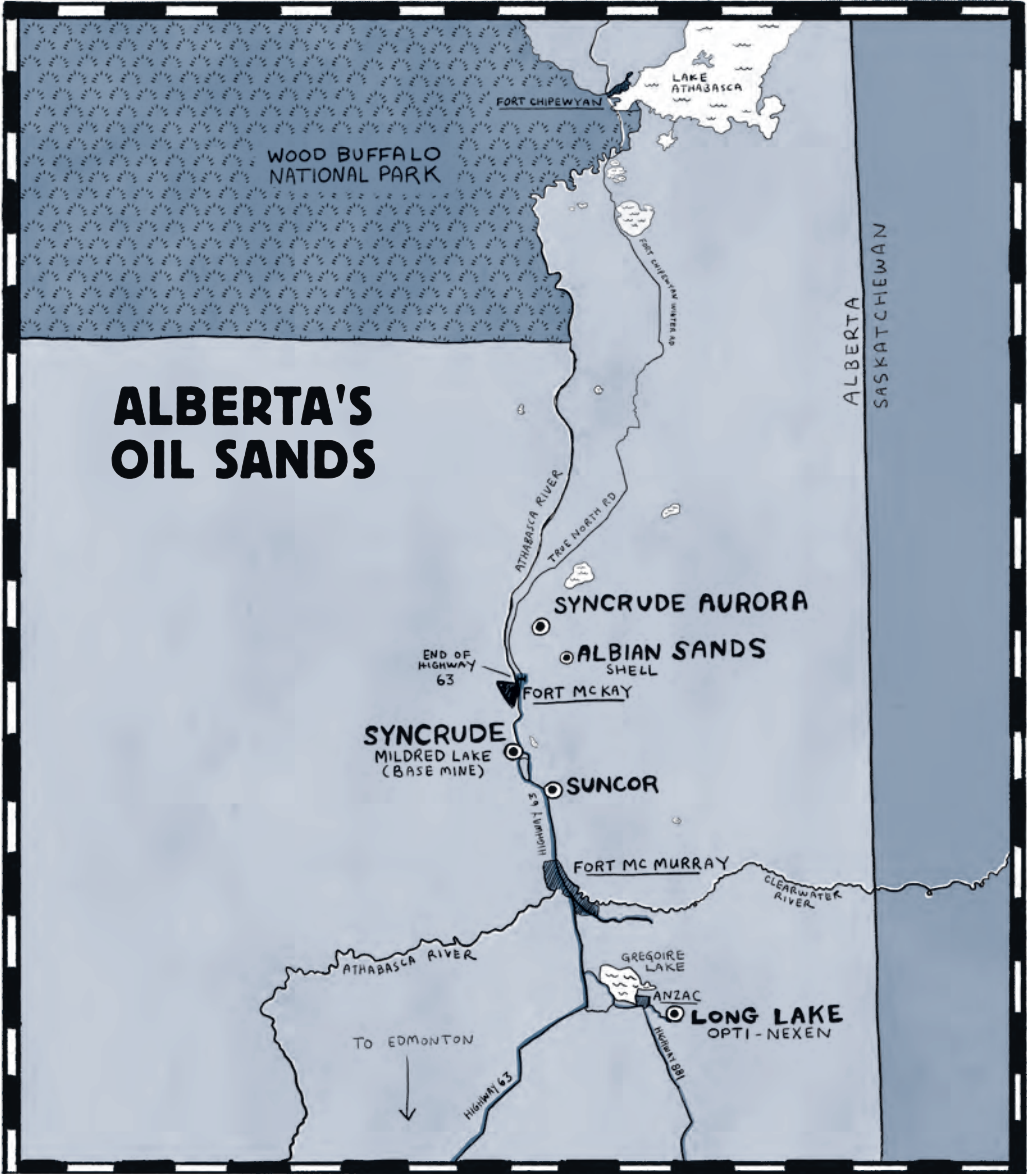 LAKE
ATHABASCA
FORT CHIPEWYAN
WOOD BUFFALO
NATIONAL PARK
FORT CHIPEWYAN WINTER RD
ALBERTA
SASKATCHEWAN
ALBERTA'S
OIL SANDS
ATHABASCA RIVER
TRUE NORTH RD
SYNCRUDE AURORA
ALBIAN SANDS
SHELL
END OF
HIGHWAY
63
FORT MCKAY
SYNCRUDE
MILDRED LAKE
(BASE MINE)
SUNCOR
HIGHWAY 63
FORT MC MURRAY
CLEARWATER
RIVER
ATHABASCA RIVER
GREGOIRE
LAKE
ANZAC
LONG LAKE
OPTI-NEXEN
TO EDMONTON
HIGHWAY 63
HIGHWAY 881